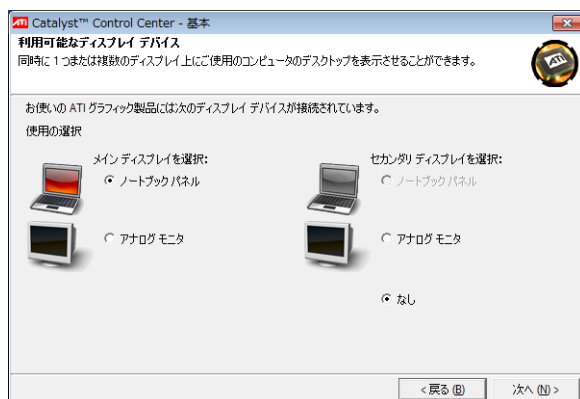 ATI Catalyst™ Control Center - 基本
利用可能なディスプレイ デバイス
同時に 1 つまたは複数のディスプレイ上にご使用のコンピュータのデスクトップを表示させることができます。
ATI
お使いの ATI グラフィック製品には次のディスプレイ デバイスが接続されています。
使用の選択
メイン ディスプレイを選択:
ノートブック パネル
アナログ モニタ
セカンダリ ディスプレイを選択:
ノートブック パネル
アナログ モニタ
なし
< 戻る (B)
次へ (N) >